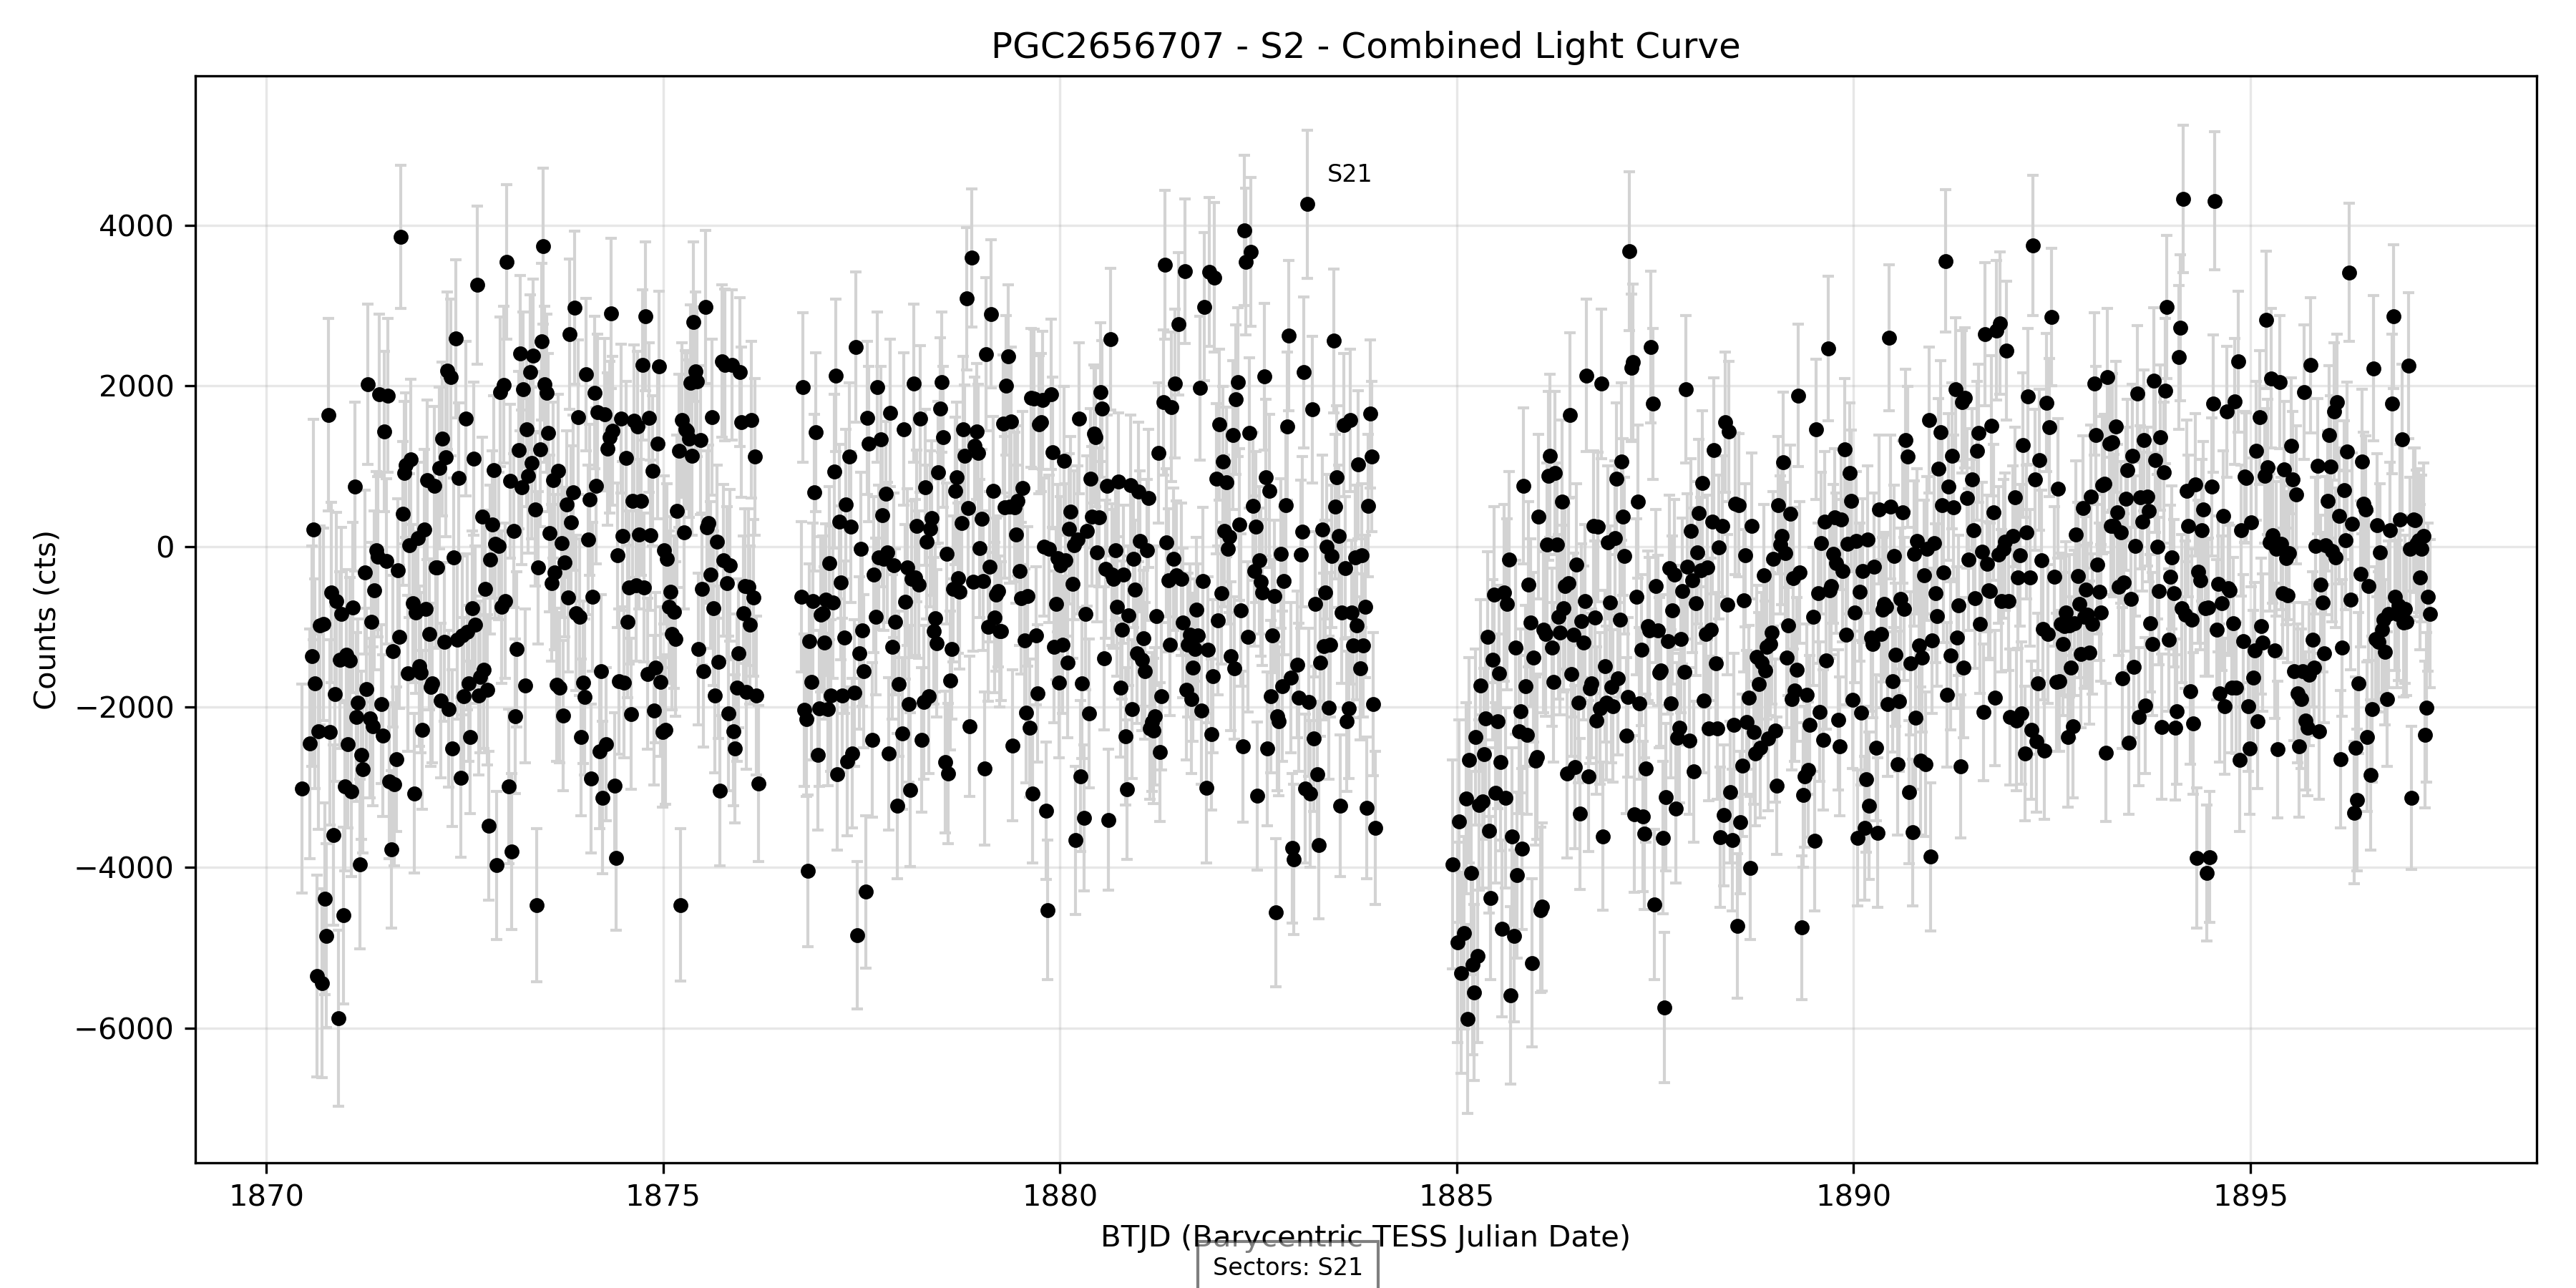 PGC2656707 - S2 - Combined Light Curve
S21
4000
2000
0
−2000
−4000
−6000
Counts (cts)
1870 1875 1880 1885 1890 1895
BTJD (Barycentric TESS Julian Date)
Sectors: S21